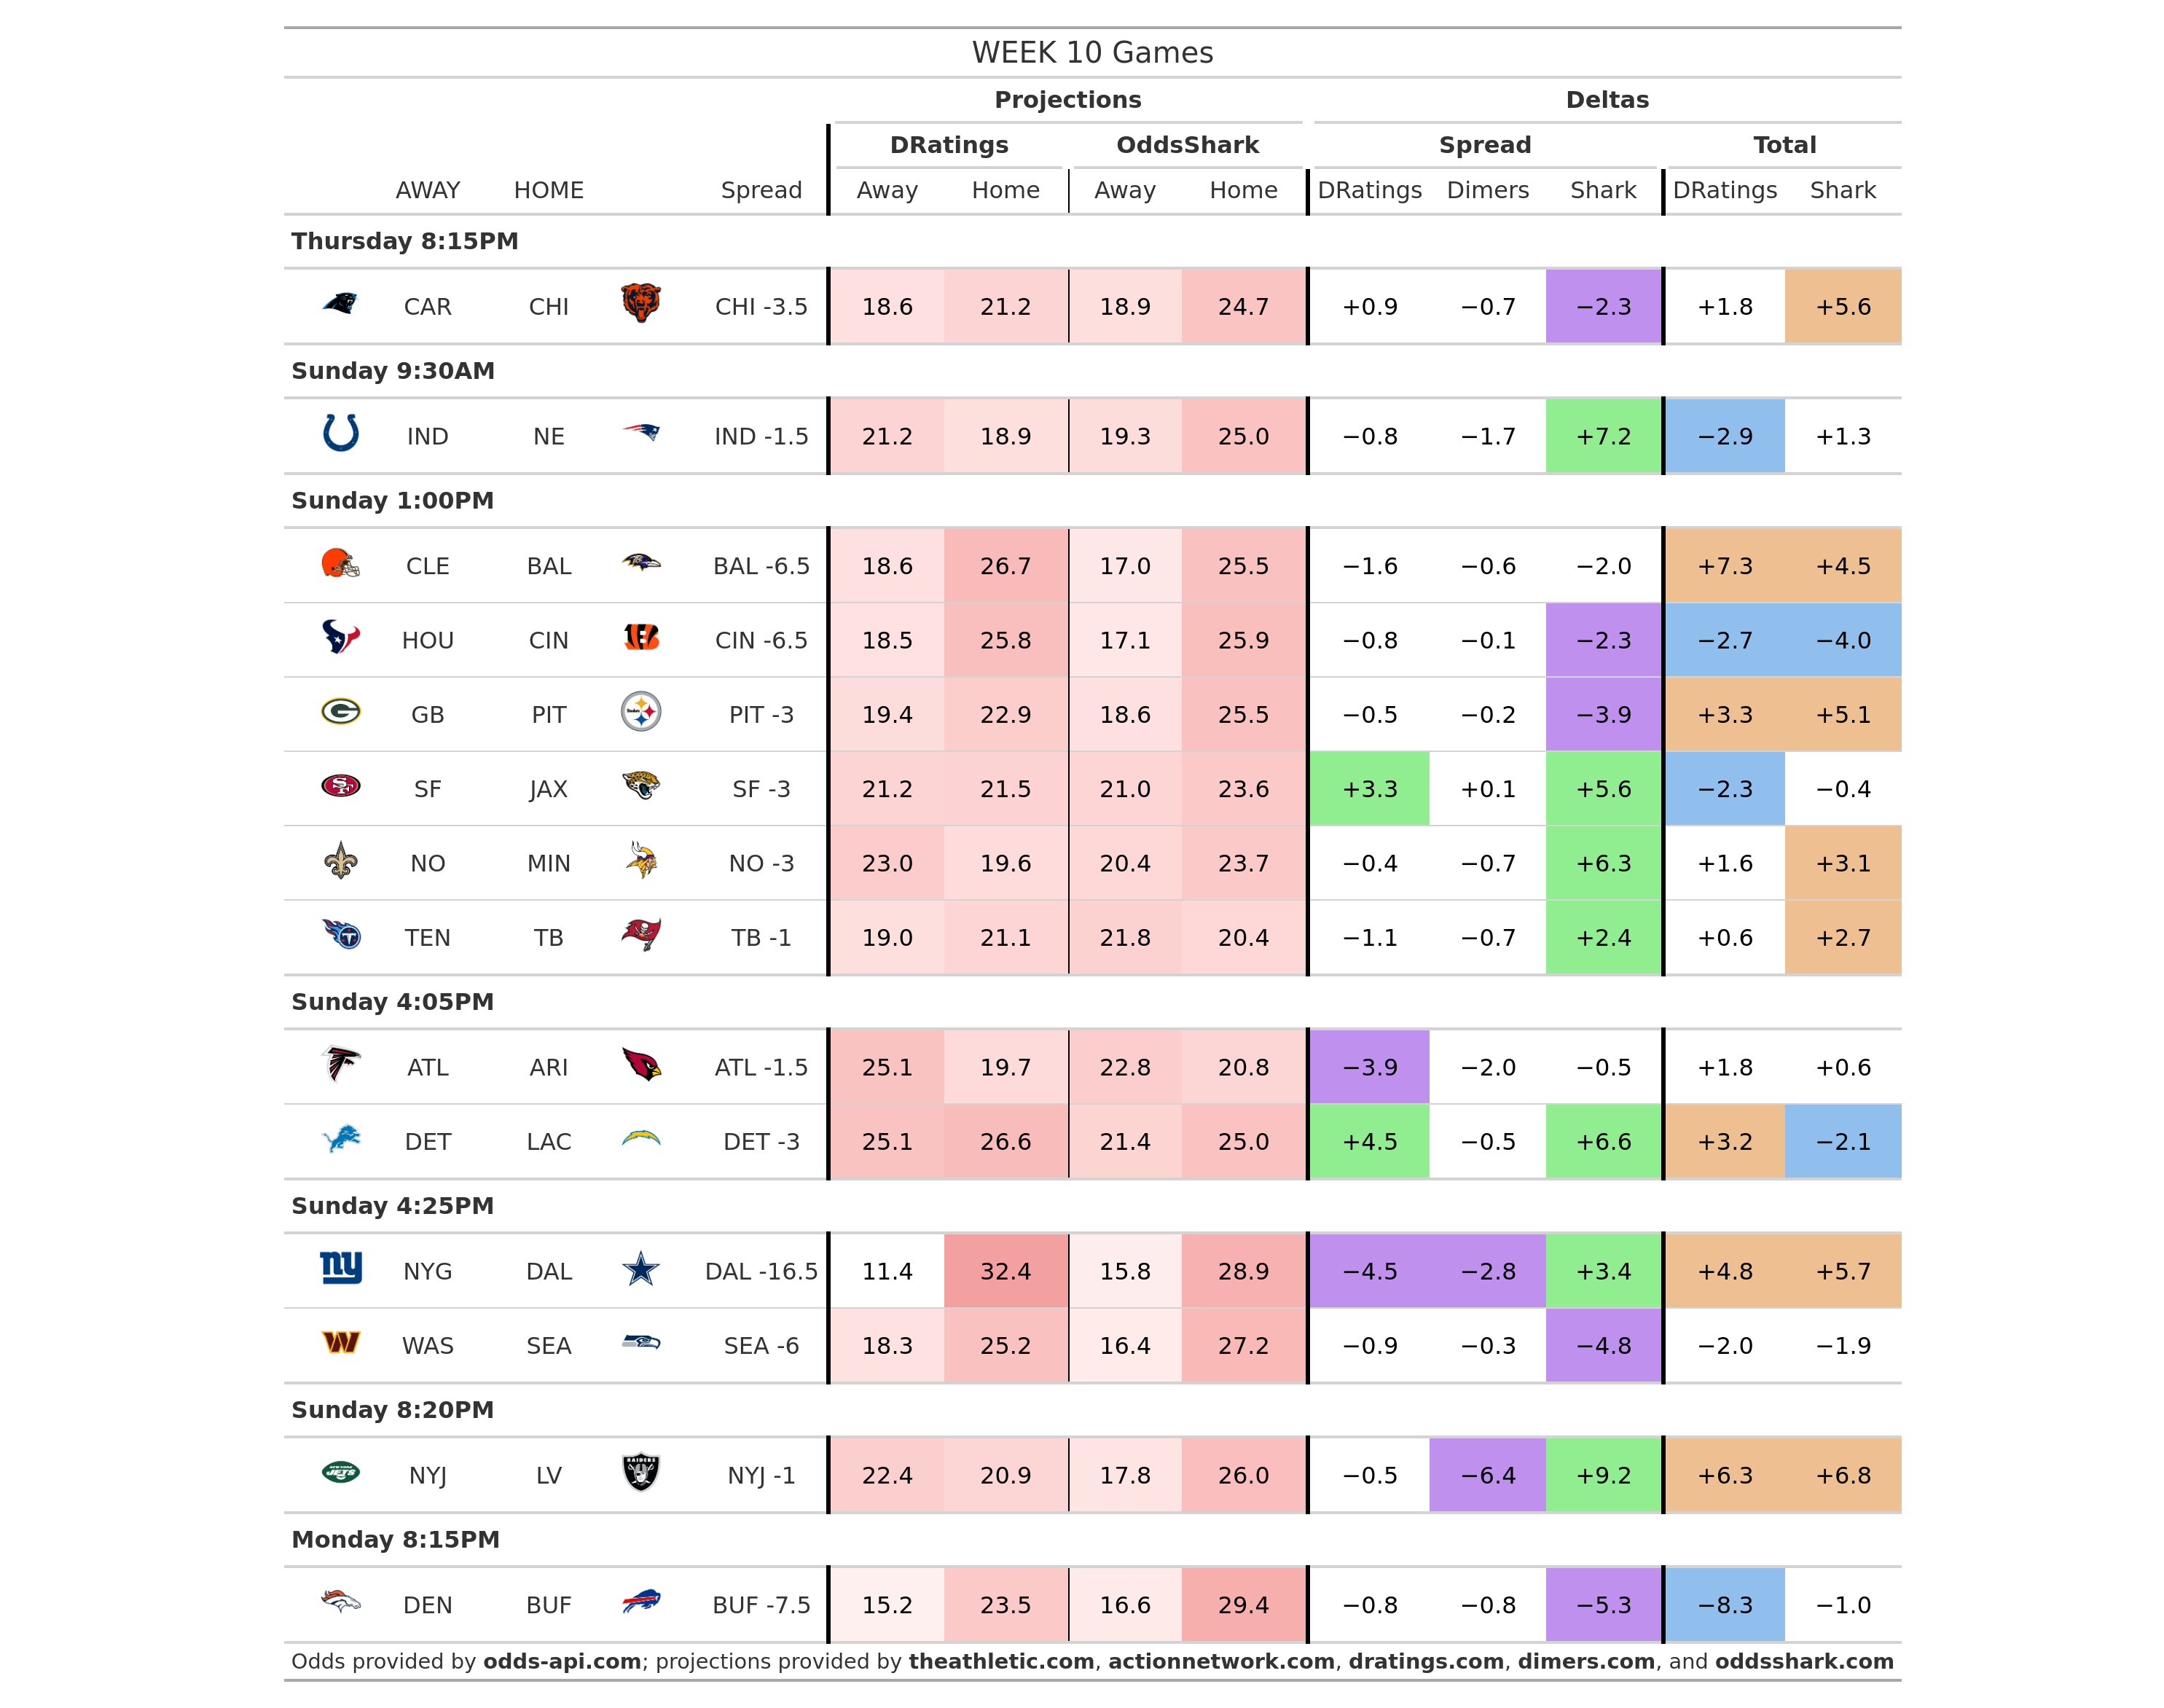 WEEK 10 Games
Projections Deltas
DRatings OddsShark Spread Total
AWAY HOME Spread Away Home Away Home DRatings Dimers Shark DRatings Shark
Thursday 8:15PM
CAR CHI CHI -3.5 18.6 21.2 18.9 24.7 +0.9 −0.7 −2.3 +1.8 +5.6
Sunday 9:30AM
IND NE IND -1.5 21.2 18.9 19.3 25.0 −0.8 −1.7 +7.2 −2.9 +1.3
Sunday 1:00PM
CLE BAL BAL -6.5 18.6 26.7 17.0 25.5 −1.6 −0.6 −2.0 +7.3 +4.5
HOU CIN CIN -6.5 18.5 25.8 17.1 25.9 −0.8 −0.1 −2.3 −2.7 −4.0
GB PIT PIT -3 19.4 22.9 18.6 25.5 −0.5 −0.2 −3.9 +3.3 +5.1
SF JAX SF -3 21.2 21.5 21.0 23.6 +3.3 +0.1 +5.6 −2.3 −0.4
NO MIN NO -3 23.0 19.6 20.4 23.7 −0.4 −0.7 +6.3 +1.6 +3.1
TEN TB TB -1 19.0 21.1 21.8 20.4 −1.1 −0.7 +2.4 +0.6 +2.7
Sunday 4:05PM
ATL ARI ATL -1.5 25.1 19.7 22.8 20.8 −3.9 −2.0 −0.5 +1.8 +0.6
DET LAC DET -3 25.1 26.6 21.4 25.0 +4.5 −0.5 +6.6 +3.2 −2.1
Sunday 4:25PM
ny NYG DAL DAL -16.5 11.4 32.4 15.8 28.9 −4.5 −2.8 +3.4 +4.8 +5.7
W WAS SEA SEA -6 18.3 25.2 16.4 27.2 −0.9 −0.3 −4.8 −2.0 −1.9
Sunday 8:20PM
JETS NYJ LV RAIDERS NYJ -1 22.4 20.9 17.8 26.0 −0.5 −6.4 +9.2 +6.3 +6.8
Monday 8:15PM
DEN BUF BUF -7.5 15.2 23.5 16.6 29.4 −0.8 −0.8 −5.3 −8.3 −1.0
Odds provided by odds-api.com; projections provided by theathletic.com, actionnetwork.com, dratings.com, dimers.com, and oddsshark.com